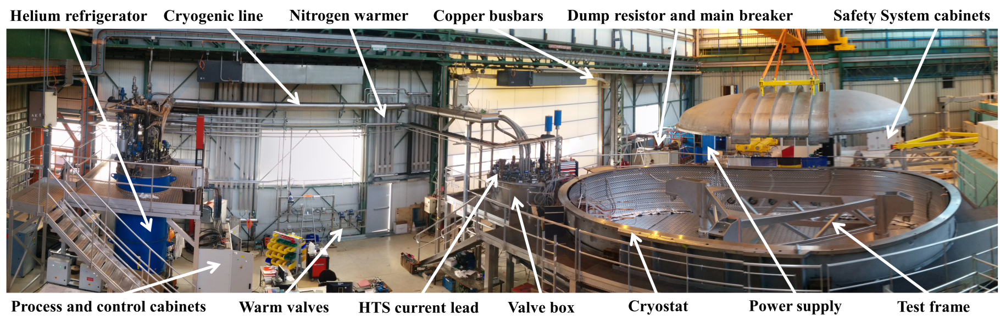 Helium refrigerator
Cryogenic line
Nitrogen warmer
Copper busbars
Dump resistor and main breaker
Safety System cabinets
Process and control cabinets
Warm valves
HTS current lead
Valve box
Cryostat
Power supply
Test frame